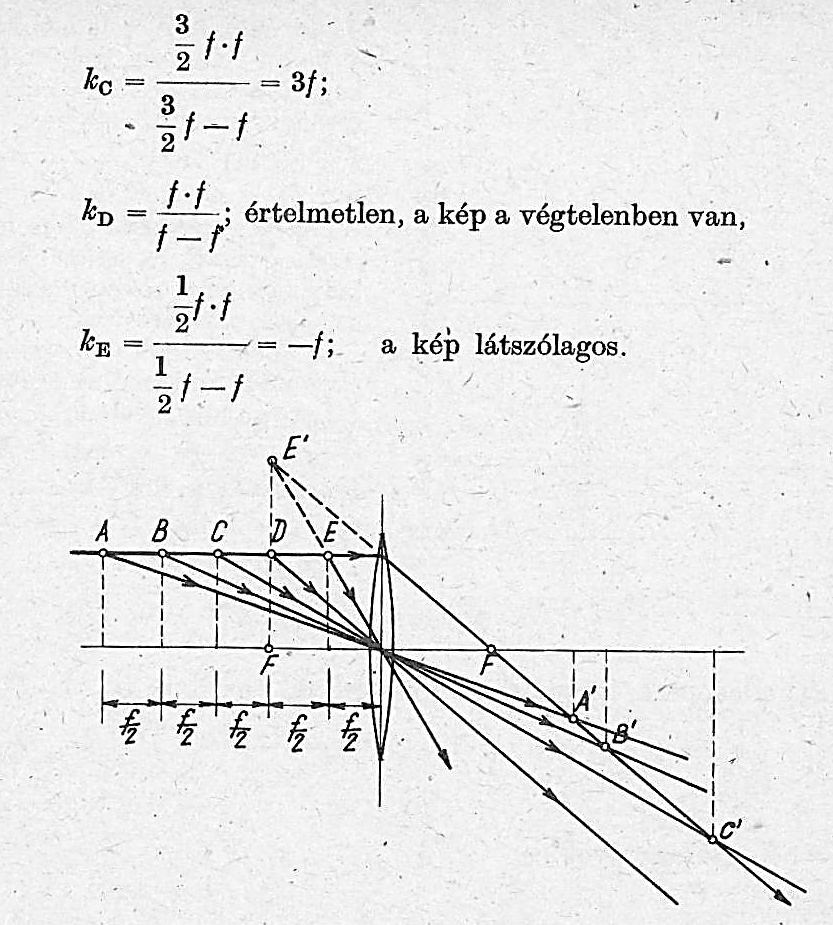 k_C = (3/2 f · f) / (3/2 f − f) = 3f;
k_D = (f · f) / (f − f); értelmetlen, a kép a végtelenben van,
k_E = (1/2 f · f) / (1/2 f − f) = −f; a kép látszólagos.
E'
A B C D E
F F
A'
f/2 f/2 f/2 f/2 f/2
B'
C'